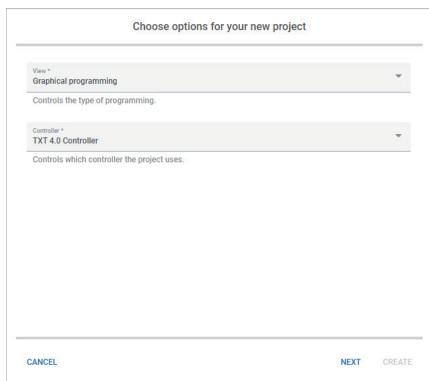 Choose options for your new project
View *
Graphical programming
Controls the type of programming.
Controller *
TXT 4.0 Controller
Controls which controller the project uses.
CANCEL
NEXT
CREATE